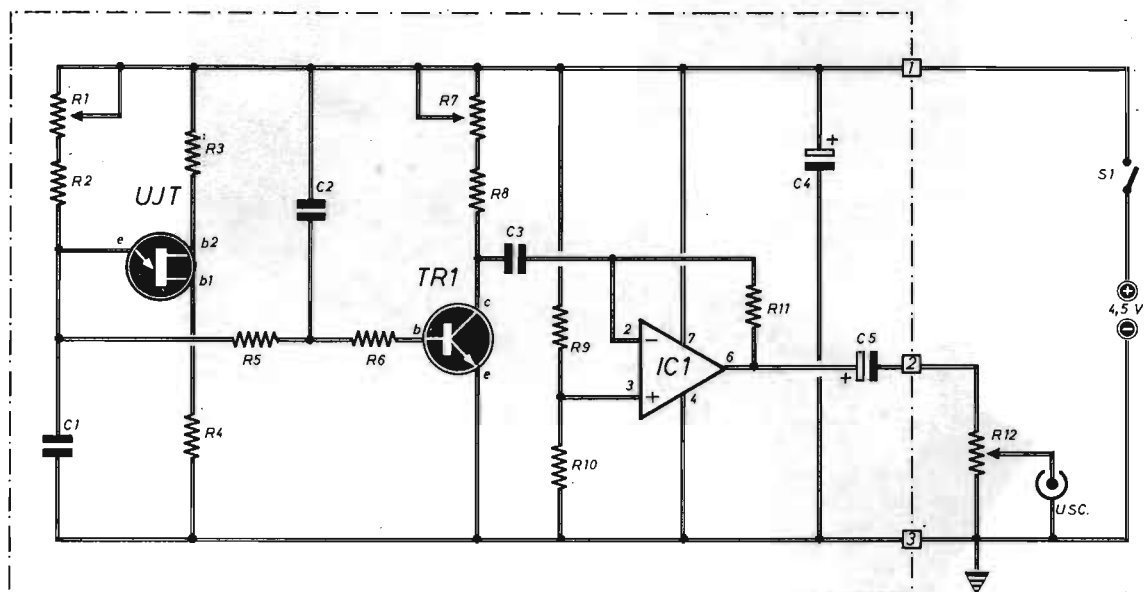 1
R1
R2
R3
R4
UJT
e
b2
b1
C1
C2
R5
R6
R7
R8
TR1
b
c
e
C3
R9
R10
2
3
7
4
6
IC1
R11
C4
+
C5
+
2
R12
USC.
3
S1
4,5 V